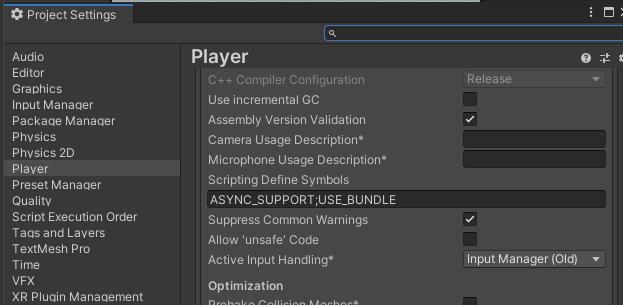 Project Settings
Audio
Editor
Graphics
Input Manager
Package Manager
Physics
Physics 2D
Player
Preset Manager
Quality
Script Execution Order
Tags and Layers
TextMesh Pro
Time
VFX
XR Plugin Management
Player
C++ Compiler Configuration Release
Use incremental GC
Assembly Version Validation
Camera Usage Description*
Microphone Usage Description*
Scripting Define Symbols
ASYNC_SUPPORT;USE_BUNDLE
Suppress Common Warnings
Allow 'unsafe' Code
Active Input Handling* Input Manager (Old)
Optimization
Prebake Collision Meshes*